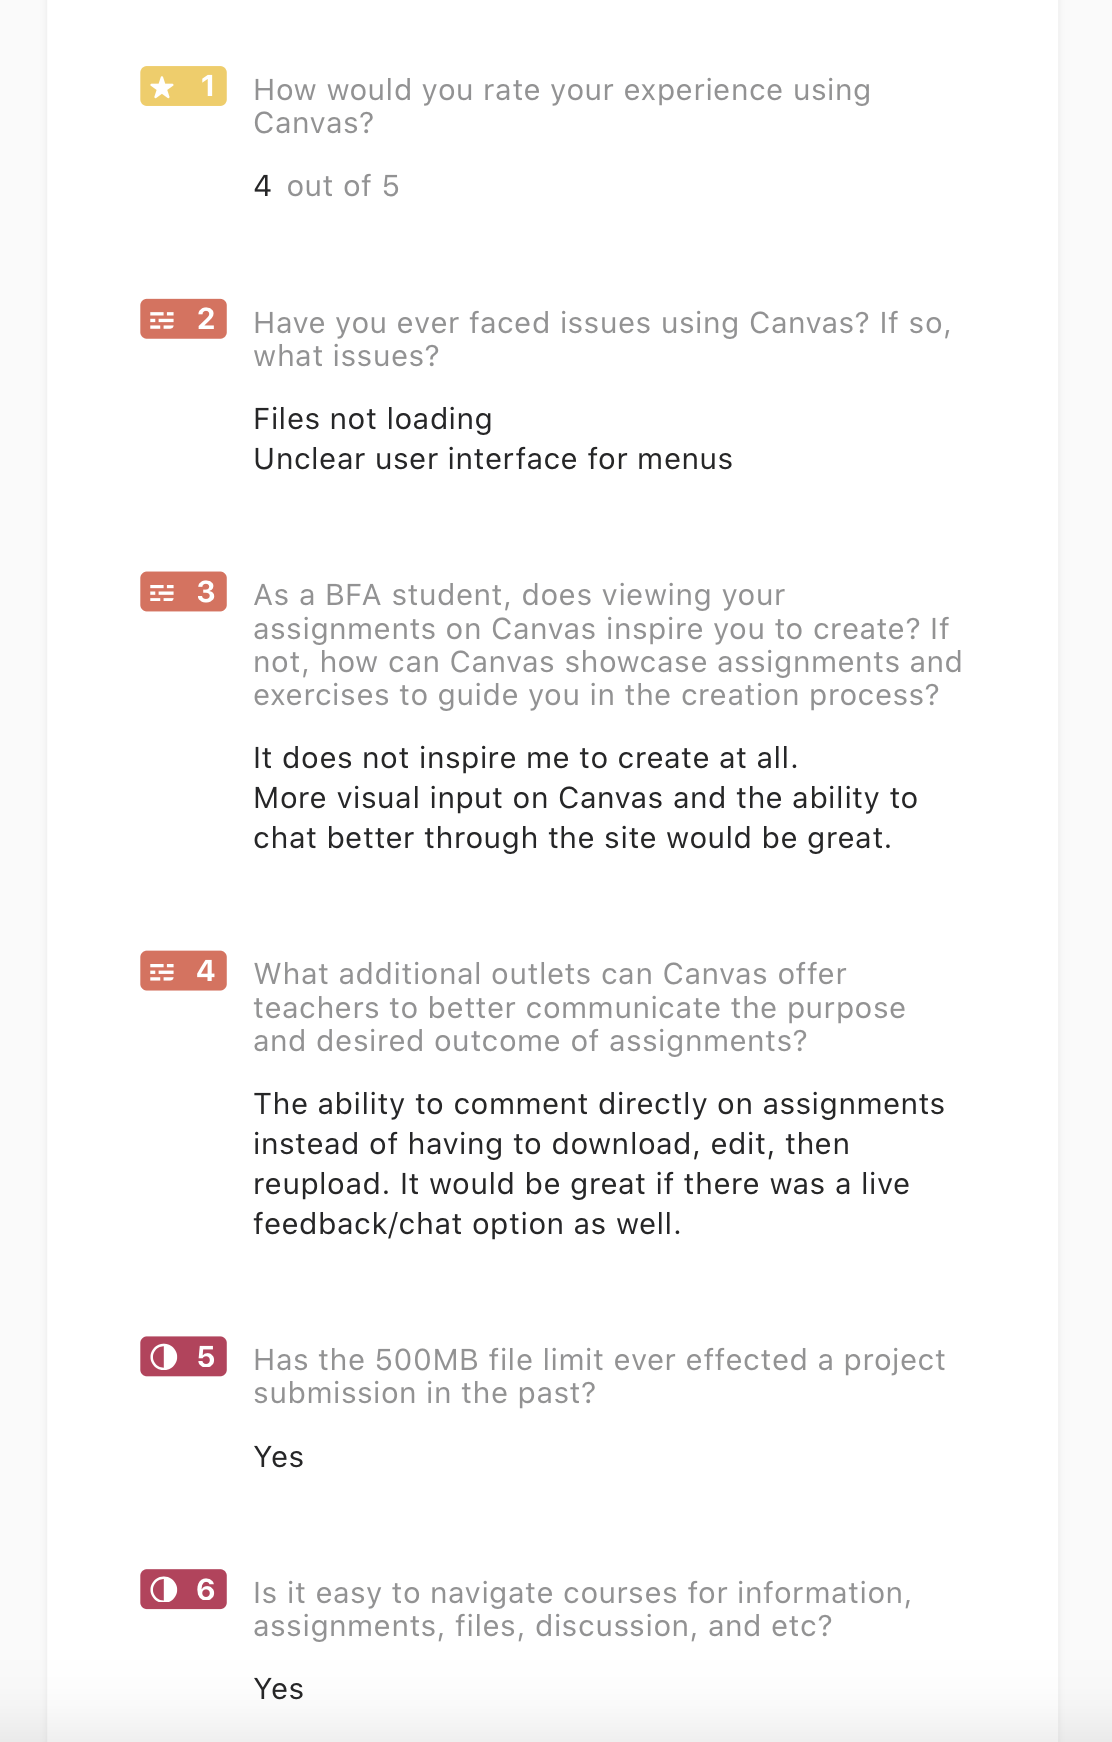 1
How would you rate your experience using
Canvas?
4 out of 5
2
Have you ever faced issues using Canvas? If so,
what issues?
Files not loading
Unclear user interface for menus
3
As a BFA student, does viewing your
assignments on Canvas inspire you to create? If
not, how can Canvas showcase assignments and
exercises to guide you in the creation process?
It does not inspire me to create at all.
More visual input on Canvas and the ability to
chat better through the site would be great.
4
What additional outlets can Canvas offer
teachers to better communicate the purpose
and desired outcome of assignments?
The ability to comment directly on assignments
instead of having to download, edit, then
reupload. It would be great if there was a live
feedback/chat option as well.
5
Has the 500MB file limit ever effected a project
submission in the past?
Yes
6
Is it easy to navigate courses for information,
assignments, files, discussion, and etc?
Yes